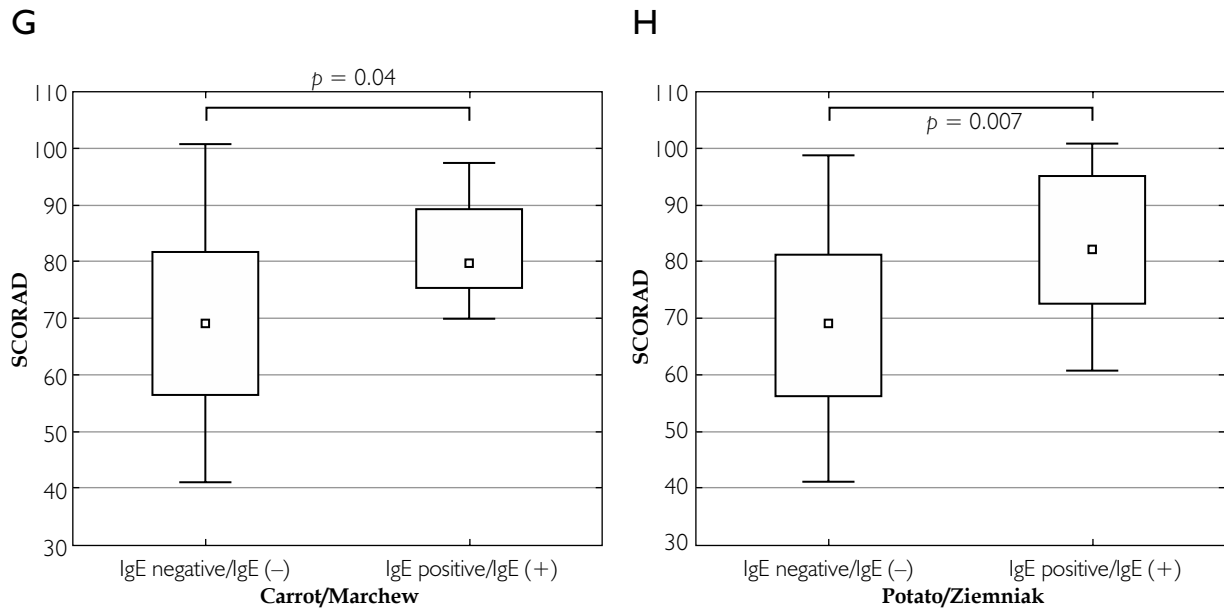 G
p = 0.04
110
100
90
80
70
60
50
40
30
SCORAD
IgE negative/IgE (–)
IgE positive/IgE (+)
Carrot/Marchew
H
p = 0.007
110
100
90
80
70
60
50
40
30
SCORAD
IgE negative/IgE (–)
IgE positive/IgE (+)
Potato/Ziemniak